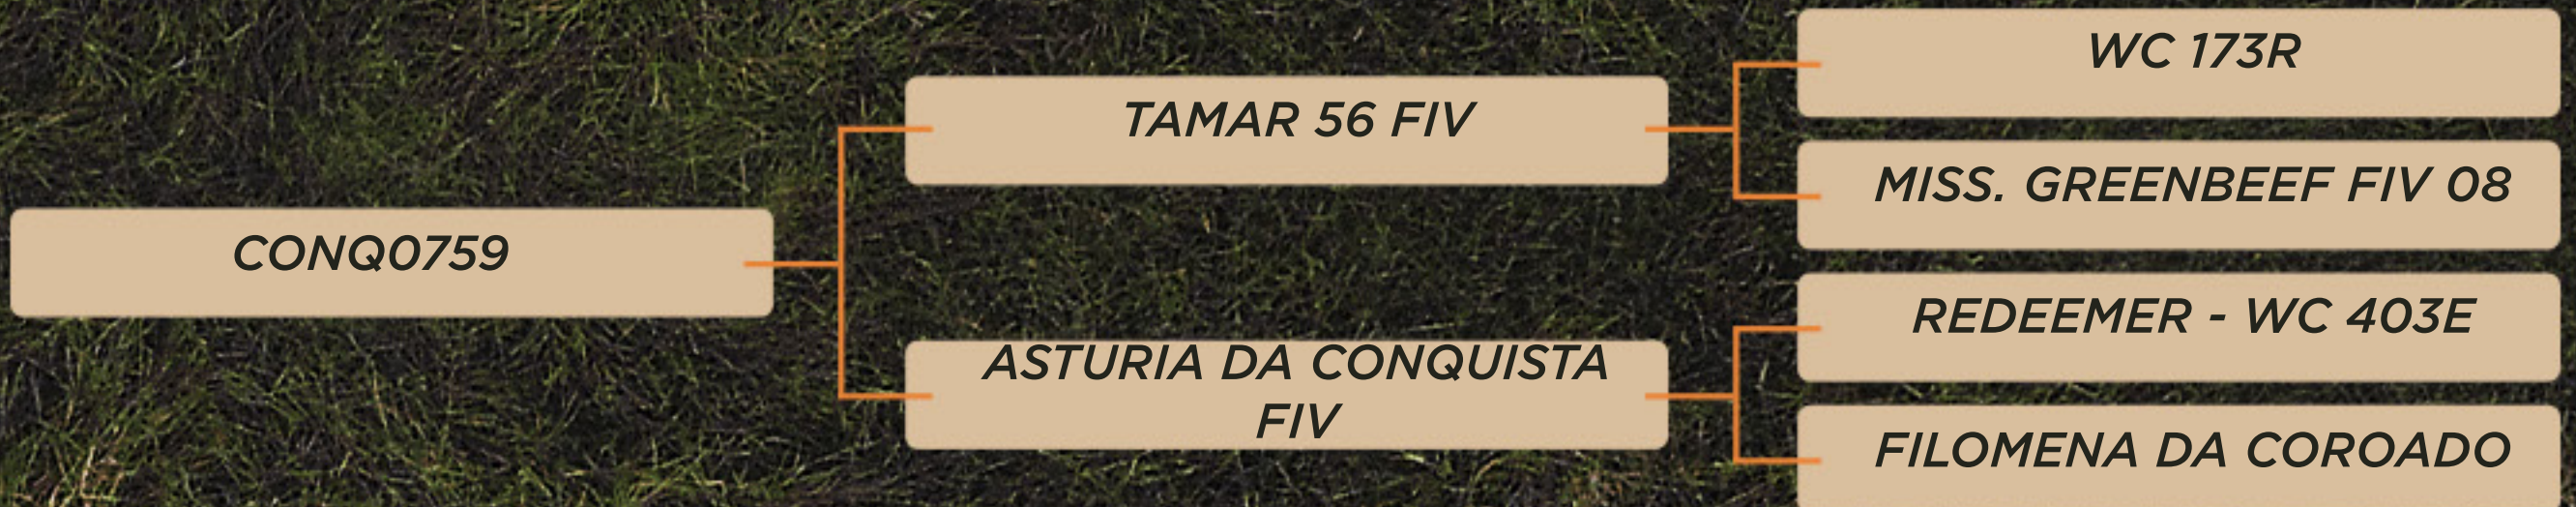 WC 173R
TAMAR 56 FIV
MISS. GREENBEEF FIV 08
CONQ0759
REDEEMER - WC 403E
ASTURIA DA CONQUISTA
FIV
FILOMENA DA COROADO